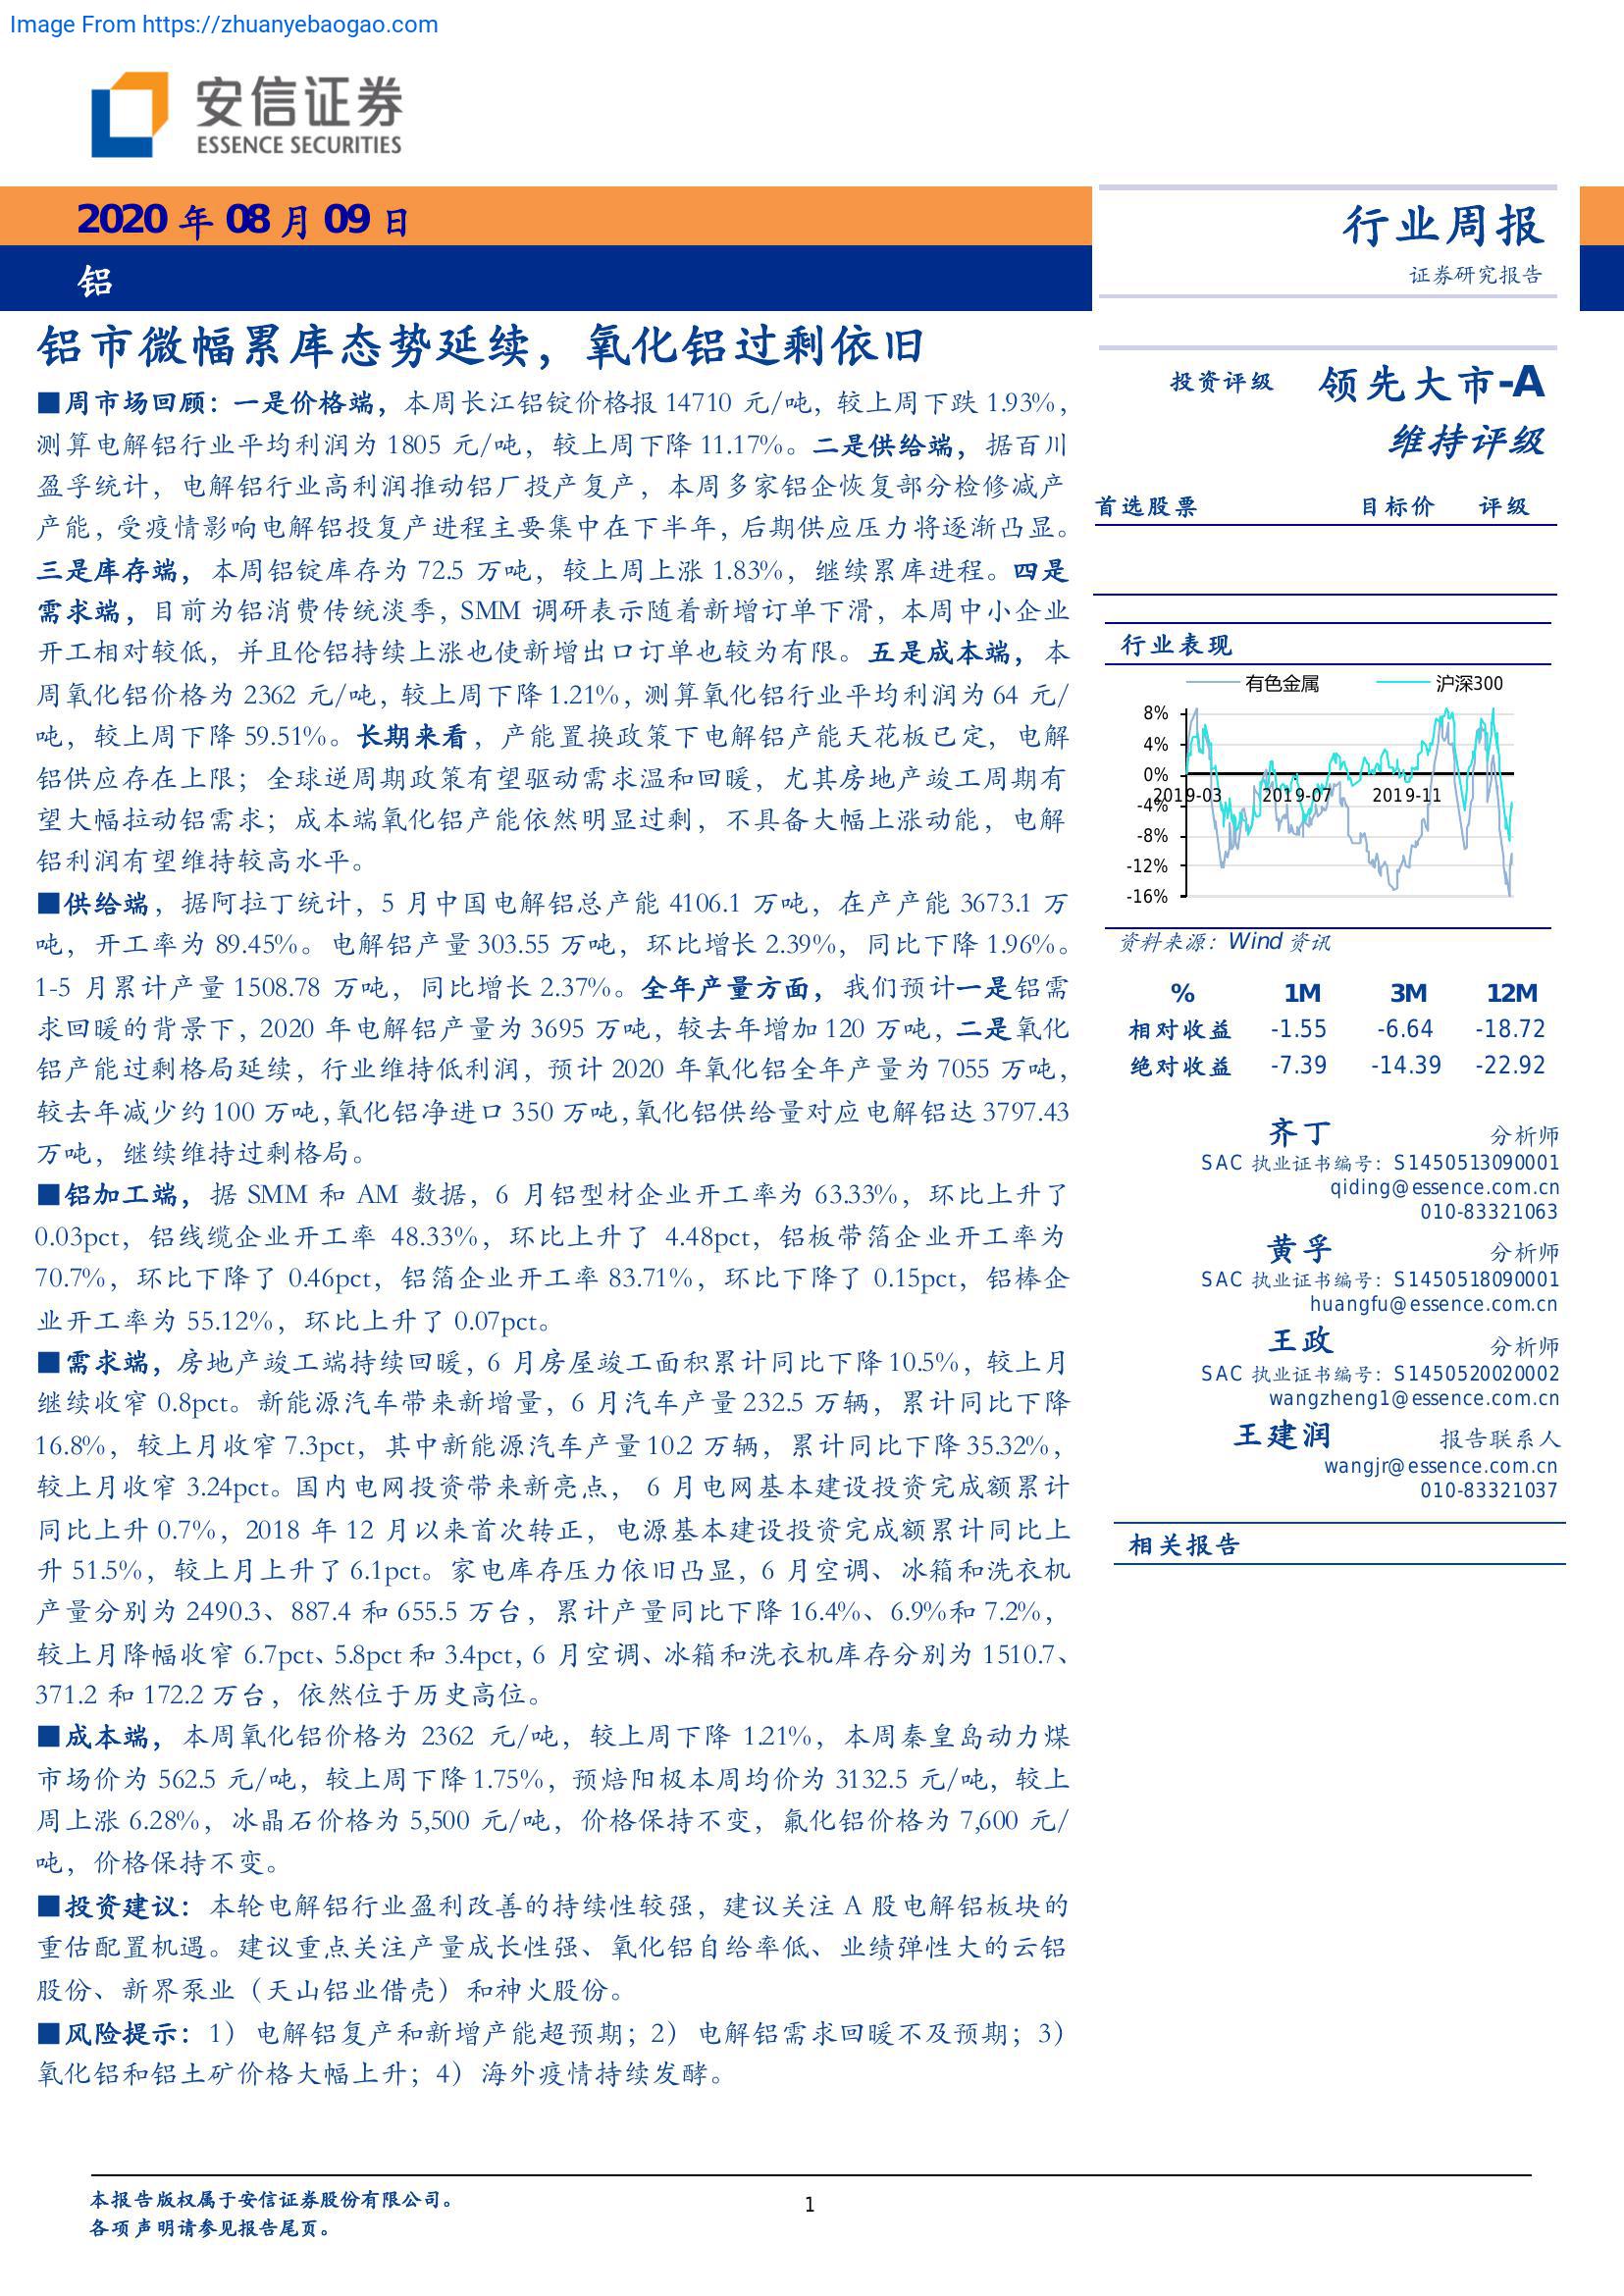 Image From https://zhuanyebaogao.com
安信证券
ESSENCE SECURITIES
2020 年 08 月 09 日
铝
行业周报
证券研究报告
铝市微幅累库态势延续，氧化铝过剩依旧
■周市场回顾：一是价格端，本周长江铝锭价格报 14710 元/吨，较上周下跌 1.93%，
测算电解铝行业平均利润为 1805 元/吨，较上周下降 11.17%。二是供给端，据百川
盈孚统计，电解铝行业高利润推动铝厂投产复产，本周多家铝企恢复部分检修减产
产能，受疫情影响电解铝投复产进程主要集中在下半年，后期供应压力将逐渐凸显。
三是库存端，本周铝锭库存为 72.5 万吨，较上周上涨 1.83%，继续累库进程。四是
需求端，目前为铝消费传统淡季，SMM 调研表示随着新增订单下滑，本周中小企业
开工相对较低，并且伦铝持续上涨也使新增出口订单也较为有限。五是成本端，本
周氧化铝价格为 2362 元/吨，较上周下降 1.21%，测算氧化铝行业平均利润为 64 元/
吨，较上周下降 59.51%。长期来看，产能置换政策下电解铝产能天花板已定，电解
铝供应存在上限；全球逆周期政策有望驱动需求温和回暖，尤其房地产竣工周期有
望大幅拉动铝需求；成本端氧化铝产能依然明显过剩，不具备大幅上涨动能，电解
铝利润有望维持较高水平。
■供给端，据阿拉丁统计，5 月中国电解铝总产能 4106.1 万吨，在产产能 3673.1 万
吨，开工率为 89.45%。电解铝产量 303.55 万吨，环比增长 2.39%，同比下降 1.96%。
1-5 月累计产量 1508.78 万吨，同比增长 2.37%。全年产量方面，我们预计一是铝需
求回暖的背景下，2020 年电解铝产量为 3695 万吨，较去年增加 120 万吨，二是氧化
铝产能过剩格局延续，行业维持低利润，预计 2020 年氧化铝全年产量为 7055 万吨，
较去年减少约 100 万吨，氧化铝净进口 350 万吨，氧化铝供给量对应电解铝达 3797.43
万吨，继续维持过剩格局。
■铝加工端，据 SMM 和 AM 数据，6 月铝型材企业开工率为 63.33%，环比上升了
0.03pct，铝线缆企业开工率 48.33%，环比上升了 4.48pct，铝板带箔企业开工率为
70.7%，环比下降了 0.46pct，铝箔企业开工率 83.71%，环比下降了 0.15pct，铝棒企
业开工率为 55.12%，环比上升了 0.07pct。
■需求端，房地产竣工端持续回暖，6 月房屋竣工面积累计同比下降 10.5%，较上月
继续收窄 0.8pct。新能源汽车带来新增量，6 月汽车产量 232.5 万辆，累计同比下降
16.8%，较上月收窄 7.3pct，其中新能源汽车产量 10.2 万辆，累计同比下降 35.32%，
较上月收窄 3.24pct。国内电网投资带来新亮点， 6 月电网基本建设投资完成额累计
同比上升 0.7%，2018 年 12 月以来首次转正，电源基本建设投资完成额累计同比上
升 51.5%，较上月上升了 6.1pct。家电库存压力依旧凸显，6 月空调、冰箱和洗衣机
产量分别为 2490.3、887.4 和 655.5 万台，累计产量同比下降 16.4%、6.9%和 7.2%，
较上月降幅收窄 6.7pct、5.8pct 和 3.4pct，6 月空调、冰箱和洗衣机库存分别为 1510.7、
371.2 和 172.2 万台，依然位于历史高位。
■成本端，本周氧化铝价格为 2362 元/吨，较上周下降 1.21%，本周秦皇岛动力煤
市场价为 562.5 元/吨，较上周下降 1.75%，预焙阳极本周均价为 3132.5 元/吨，较上
周上涨 6.28%，冰晶石价格为 5,500 元/吨，价格保持不变，氟化铝价格为 7,600 元/
吨，价格保持不变。
■投资建议：本轮电解铝行业盈利改善的持续性较强，建议关注 A 股电解铝板块的
重估配置机遇。建议重点关注产量成长性强、氧化铝自给率低、业绩弹性大的云铝
股份、新界泵业（天山铝业借壳）和神火股份。
■风险提示：1）电解铝复产和新增产能超预期；2）电解铝需求回暖不及预期；3）
氧化铝和铝土矿价格大幅上升；4）海外疫情持续发酵。
投资评级 领先大市-A
维持评级
首选股票 目标价 评级
行业表现
有色金属 沪深300
8%
4%
0%
-4%
-8%
-12%
-16%
2019-03 2019-07 2019-11
资料来源：Wind 资讯
% 1M 3M 12M
相对收益 -1.55 -6.64 -18.72
绝对收益 -7.39 -14.39 -22.92
齐丁 分析师
SAC 执业证书编号：S1450513090001
qiding@essence.com.cn
010-83321063
黄孚 分析师
SAC 执业证书编号：S1450518090001
huangfu@essence.com.cn
王政 分析师
SAC 执业证书编号：S1450520020002
wangzheng1@essence.com.cn
王建润 报告联系人
wangjr@essence.com.cn
010-83321037
相关报告
本报告版权属于安信证券股份有限公司。
各项声明请参见报告尾页。
1